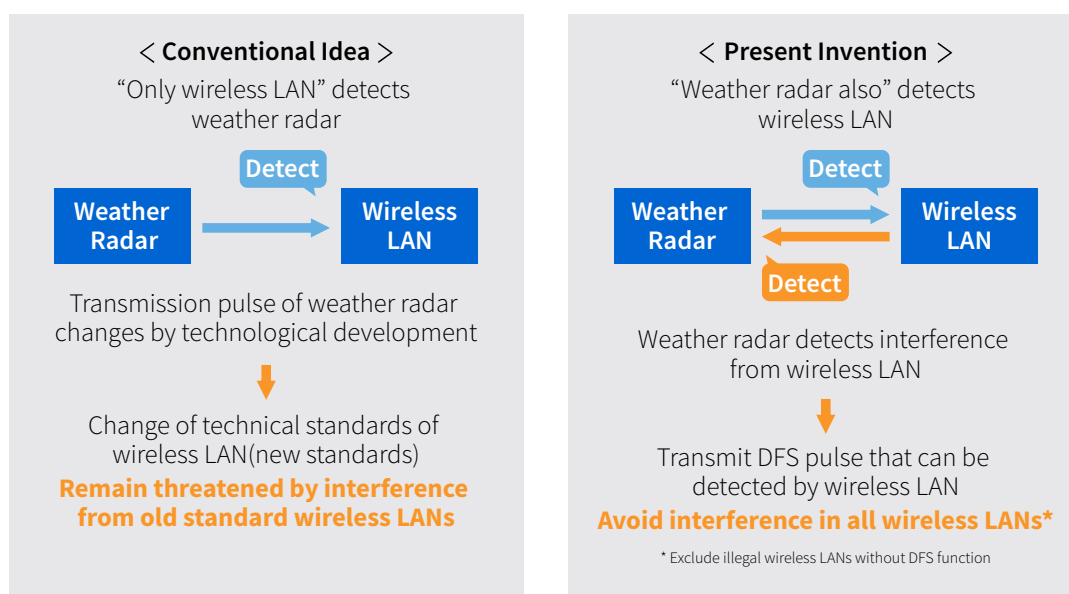 < Conventional Idea >
“Only wireless LAN” detects
weather radar
Detect
Weather
Radar
Wireless
LAN
Transmission pulse of weather radar
changes by technological development
Change of technical standards of
wireless LAN(new standards)
Remain threatened by interference
from old standard wireless LANs
< Present Invention >
“Weather radar also” detects
wireless LAN
Detect
Weather
Radar
Wireless
LAN
Detect
Weather radar detects interference
from wireless LAN
Transmit DFS pulse that can be
detected by wireless LAN
Avoid interference in all wireless LANs*
* Exclude illegal wireless LANs without DFS function